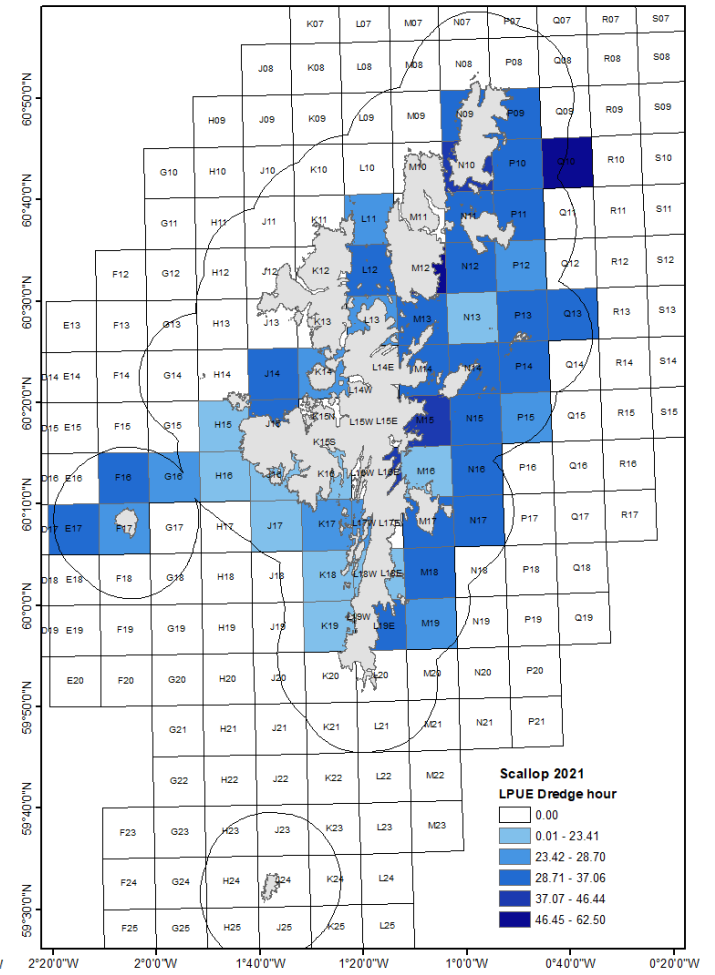 K07 L07 M07 N07 P07 Q07 R07 S07
J08 K08 L08 M08 N08 P08 Q08 R08 S08
60°50'0"N
H09 J09 K09 L09 M09 N09 P09 Q09 R09 S09
G10 H10 J10 K10 L10 M10 N10 P10 Q10 R10 S10
60°40'0"N
G11 H11 J11 K11 L11 M11 N11 P11 Q11 R11 S11
F12 G12 H12 J12 K12 L12 M12 N12 P12 Q12 R12 S12
60°30'0"N
E13 F13 G13 H13 J13 K13 L13 M13 N13 P13 Q13 R13 S13
D14 E14 F14 G14 H14 J14 K14 L14E M14 N14 P14 Q14 R14 S14
L14W
60°20'0"N
D15 E15 F15 G15 H15 J15 K15N L15W L15E M15 N15 P15 Q15 R15 S15
K15S
D16 E16 F16 G16 H16 J16 K16 L16W L16E M16 N16 P16 Q16 R16
60°10'0"N
D17 E17 F17 G17 H17 J17 K17 L17W L17E M17 N17 P17 Q17 R17
D18 E18 F18 G18 H18 J18 K18 L18W L18E M18 N18 P18 Q18
60°0'0"N
D19 E19 F19 G19 H19 J19 K19 L19W L19E M19 N19 P19 Q19
E20 F20 G20 H20 J20 K20 L20 M20 N20 P20
59°50'0"N
G21 H21 J21 K21 L21 M21 N21 P21
G22 H22 J22 K22 L22 M22
59°40'0"N
F23 G23 H23 J23 K23 L23 M23
F24 G24 H24 J24 K24 L24
59°30'0"N
F25 G25 H25 J25 K25 L25
Scallop 2021
LPUE Dredge hour
0.00
0.01 - 23.41
23.42 - 28.70
28.71 - 37.06
37.07 - 46.44
46.45 - 62.50
2°20'0"W 2°0'0"W 1°40'0"W 1°20'0"W 1°0'0"W 0°40'0"W 0°20'0"W